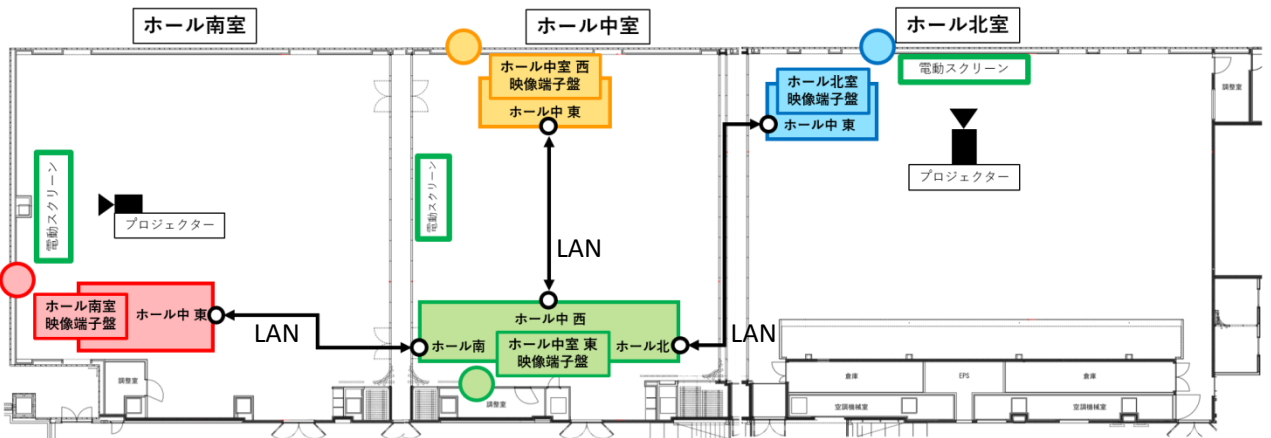 ホール南室
ホール中室
ホール北室
ホール中室 西
映像端子盤
ホール中 東
ホール北室
映像端子盤
ホール中 東
電動スクリーン
調整室
プロジェクター
電動スクリーン
プロジェクター
電動スクリーン
LAN
ホール南室
映像端子盤
ホール中 東
LAN
ホール中 西
ホール南
ホール中室 東
映像端子盤
ホール北
LAN
調整室
調整室
倉庫
EPS
倉庫
空調機械室
空調機械室